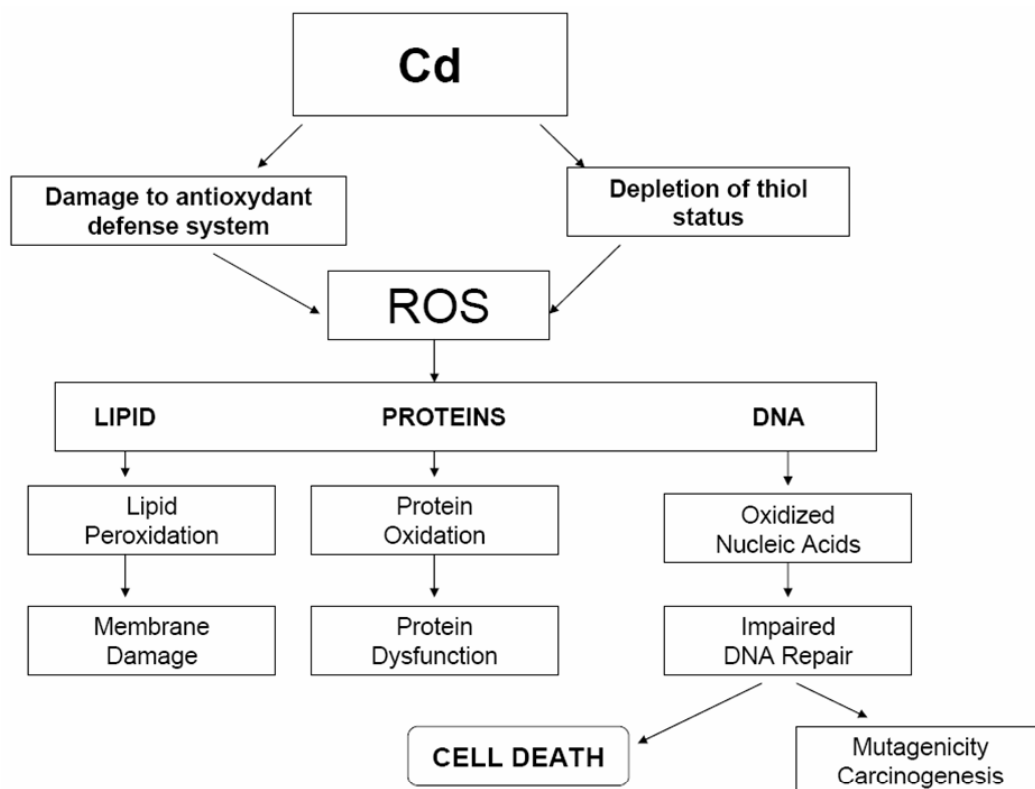 Cd
Damage to antioxydant
defense system
Depletion of thiol
status
ROS
LIPID PROTEINS DNA
Lipid
Peroxidation
Protein
Oxidation
Oxidized
Nucleic Acids
Membrane
Damage
Protein
Dysfunction
Impaired
DNA Repair
CELL DEATH
Mutagenicity
Carcinogenesis